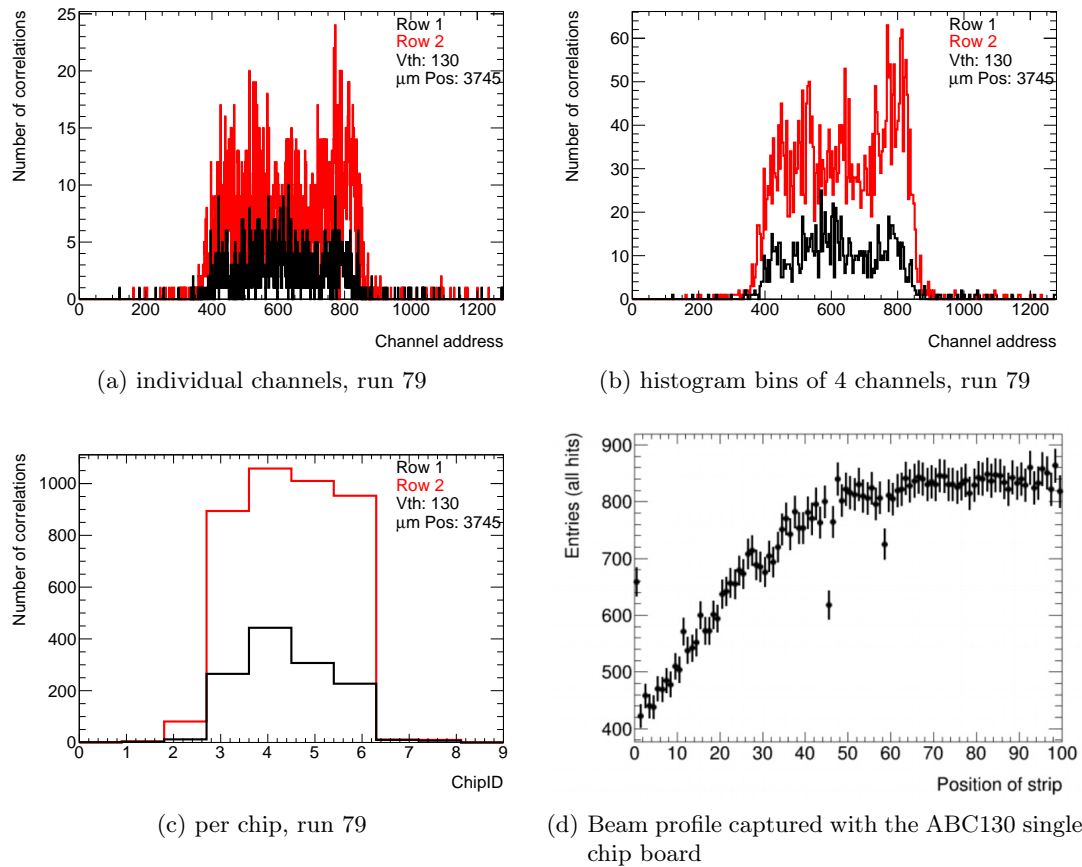 Number of correlations
25
20
15
10
5
0
Row 1
Row 2
Vth: 130
μm Pos: 3745
0 200 400 600 800 1000 1200
Channel address
(a) individual channels, run 79
Number of correlations
60
50
40
30
20
10
0
Row 1
Row 2
Vth: 130
μm Pos: 3745
0 200 400 600 800 1000 1200
Channel address
(b) histogram bins of 4 channels, run 79
Number of correlations
1000
800
600
400
200
0
Row 1
Row 2
Vth: 130
μm Pos: 3745
0 1 2 3 4 5 6 7 8 9
ChipID
(c) per chip, run 79
Entries (all hits)
900
800
700
600
500
400
0 10 20 30 40 50 60 70 80 90 100
Position of strip
(d) Beam profile captured with the ABC130 single
chip board